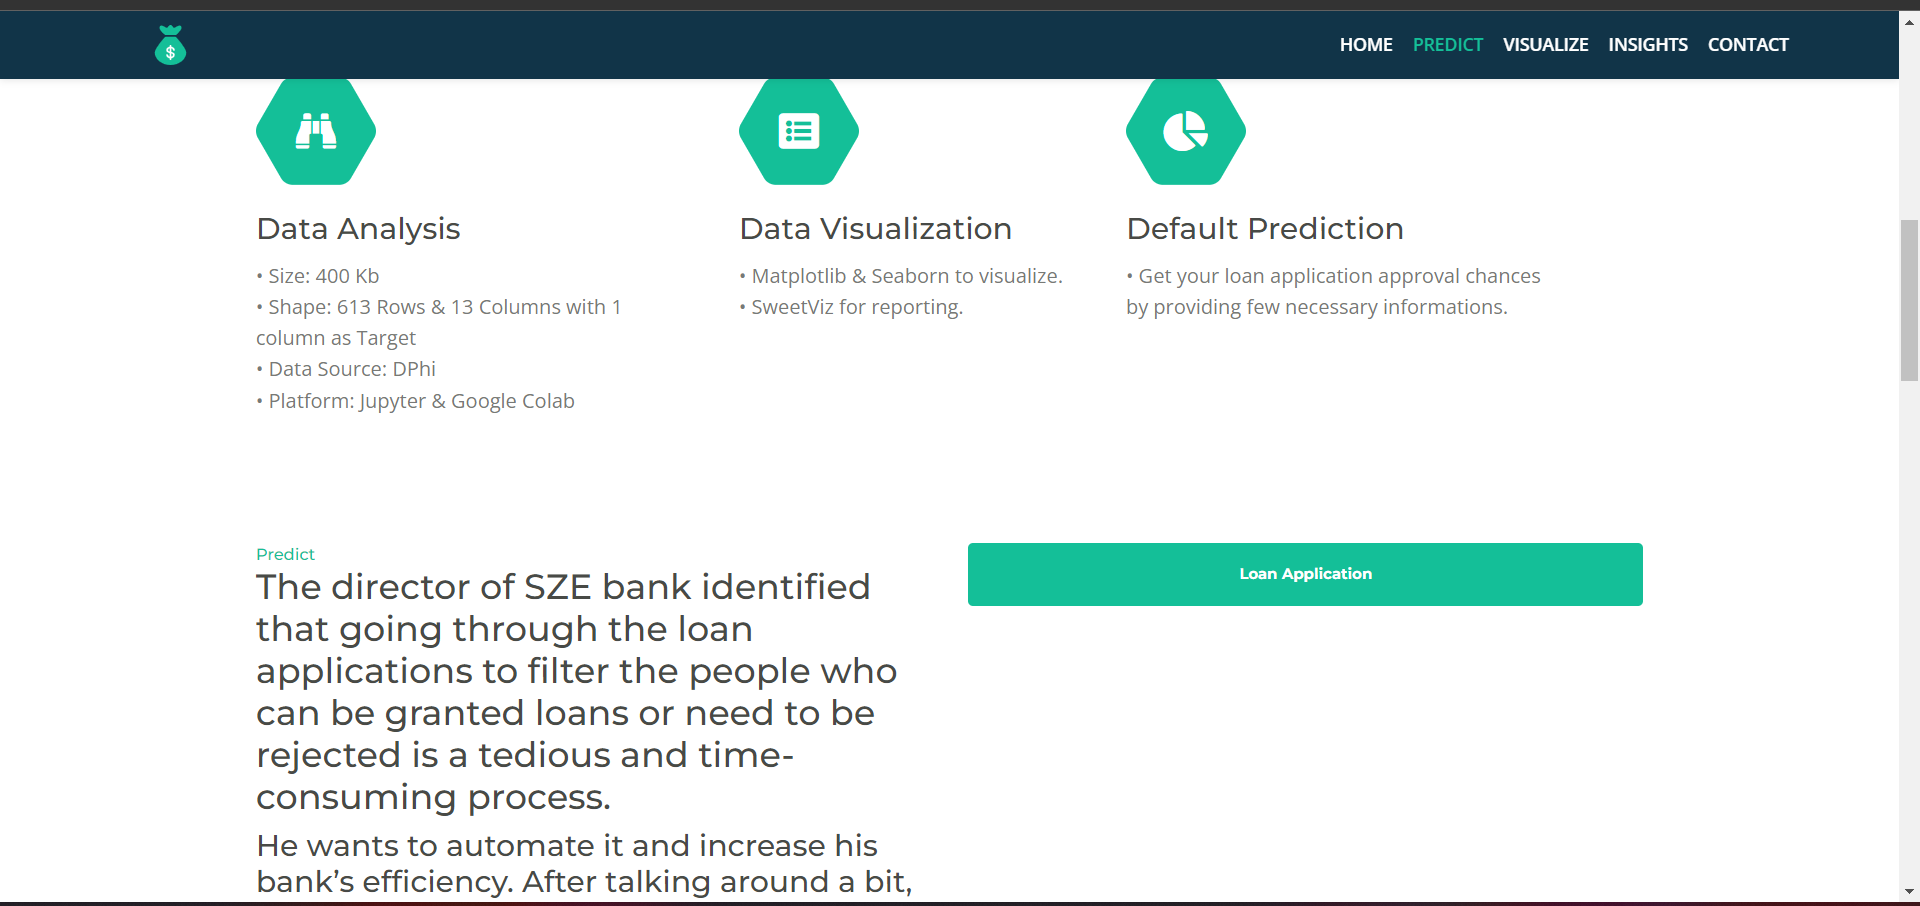 $
HOME PREDICT VISUALIZE INSIGHTS CONTACT
Data Analysis
• Size: 400 Kb
• Shape: 613 Rows & 13 Columns with 1
column as Target
• Data Source: DPhi
• Platform: Jupyter & Google Colab
Data Visualization
• Matplotlib & Seaborn to visualize.
• SweetViz for reporting.
Default Prediction
• Get your loan application approval chances
by providing few necessary informations.
Predict
The director of SZE bank identified
that going through the loan
applications to filter the people who
can be granted loans or need to be
rejected is a tedious and time-
consuming process.
He wants to automate it and increase his
bank’s efficiency. After talking around a bit,
Loan Application